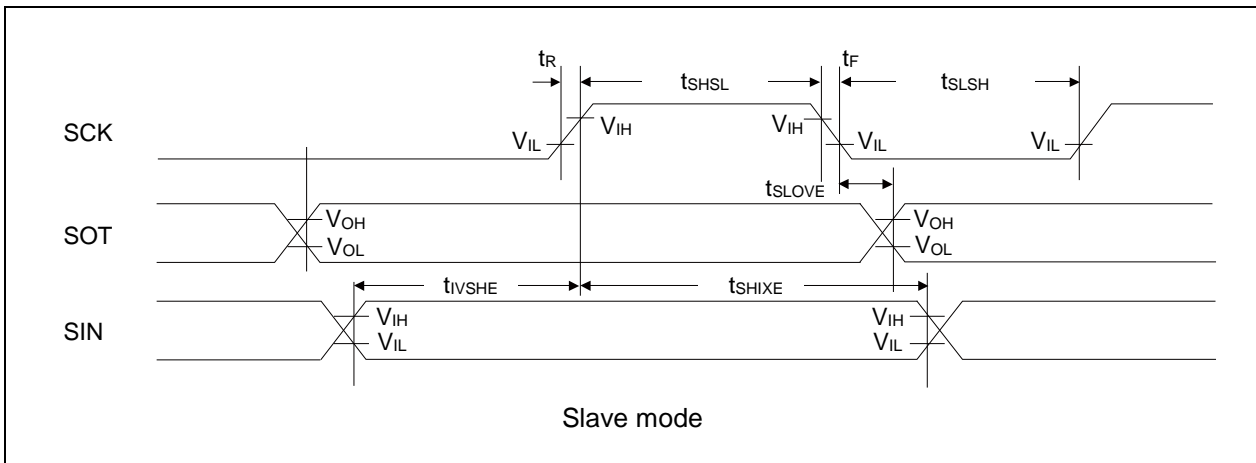 tR tSHSL tF tSLSH
SCK VIL VIH VIH VIL VIL
tSLOVE
SOT VOH VOH
VOL VOL
tIVSHE tSHIXE
SIN VIH VIH
VIL VIL
Slave mode